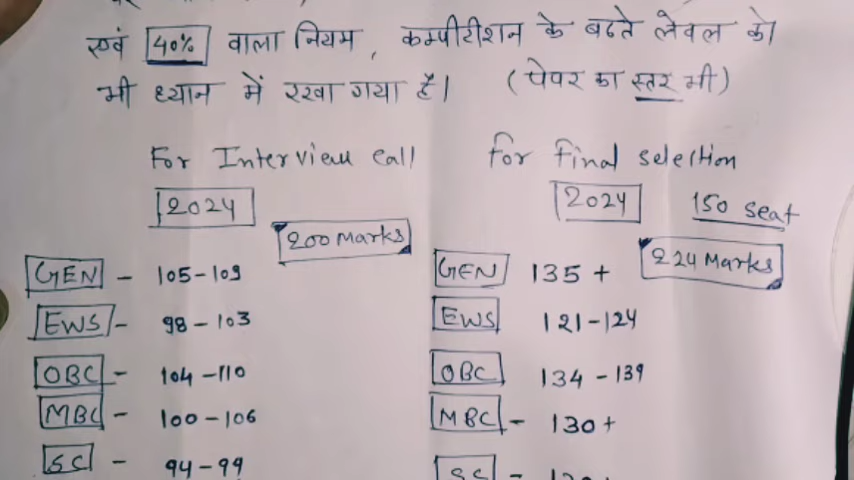 एवं 40% वाला नियम, कम्पीटीशन के बढते लेवल को
भी ध्यान में रखा गया है। (पेपर का स्तर भी)
For Interview Call
2024
200 Marks
GEN - 105-109
EWS - 98-103
OBC - 104-110
MBC - 100-106
SC - 94-99
For Final selection
2024 150 seat
224 Marks
GEN 135+
EWS 121-124
OBC 134-139
MBC - 130+
SC -